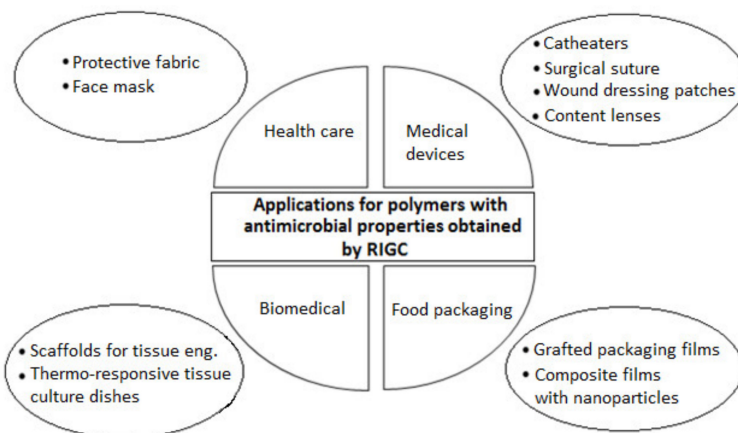 • Protective fabric
• Face mask
• Catheaters
• Surgical suture
• Wound dressing patches
• Content lenses
Health care
Medical
devices
Applications for polymers with
antimicrobial properties obtained
by RIGC
Biomedical
Food packaging
• Scaffolds for tissue eng.
• Thermo-responsive tissue
culture dishes
• Grafted packaging films
• Composite films
with nanoparticles